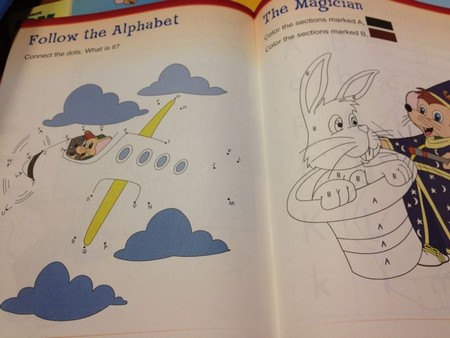 Follow the Alphabet
Connect the dots. What is it?
The Magician
Color the sections marked A,
Color the sections marked B,
B
B
B
B
Y
B
A
A
A
A